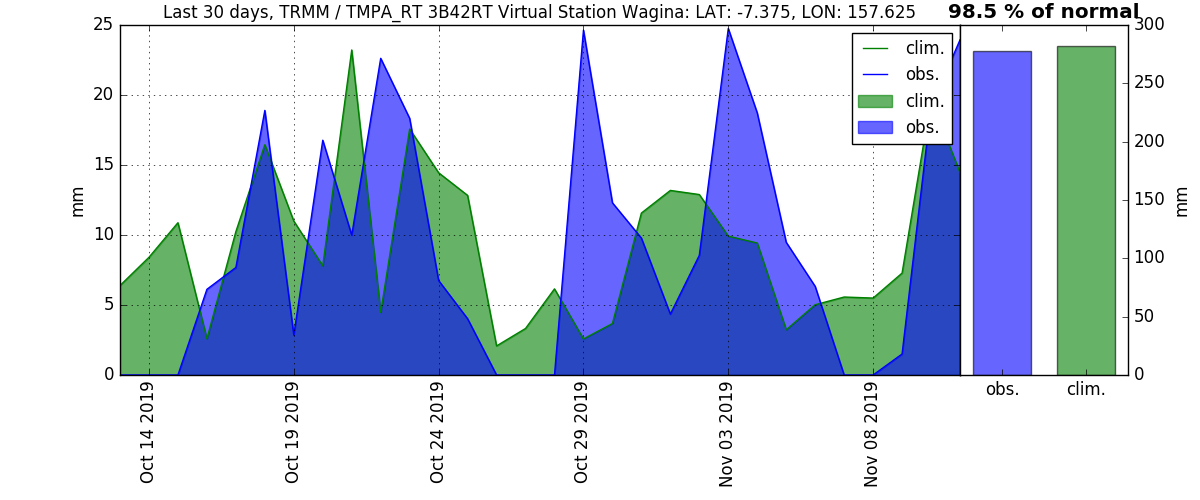 Last 30 days, TRMM / TMPA_RT 3B42RT Virtual Station Wagina: LAT: -7.375, LON: 157.625
98.5 % of normal
25
20
15
10
5
0
mm
clim.
obs.
clim.
obs.
300
250
200
150
100
50
0
mm
obs.
clim.
Oct 14 2019
Oct 19 2019
Oct 24 2019
Oct 29 2019
Nov 03 2019
Nov 08 2019